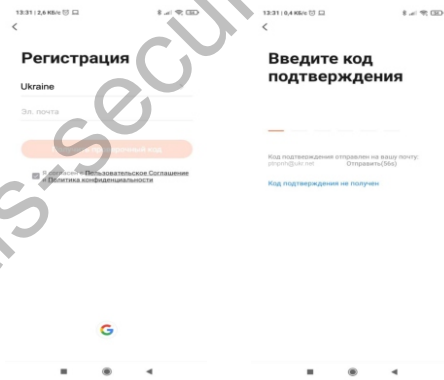 13:31 | 2,6 КБ/с
Регистрация
Ukraine
Эл. почта
Я согласен с Пользовательское Соглашение
и Политика конфиденциальности
13:31 | 0,4 КБ/с
Введите код
подтверждения
Код подтверждения отправлен на вашу почту:
Отправить(56s)
Код подтверждения не получен